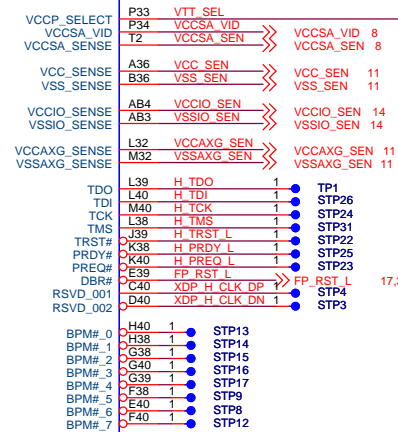 VCCP_SELECT P33 VTT_SEL
VCCSA_VID P34 VCCSA_VID VCCSA_VID 8
VCCSA_SENSE T2 VCCSA_SEN VCCSA_SEN 8
VCC_SENSE A36 VCC_SEN VCC_SEN 11
VSS_SENSE B36 VSS_SEN VSS_SEN 11
VCCIO_SENSE AB4 VCCIO_SEN VCCIO_SEN 14
VSSIO_SENSE AB3 VSSIO_SEN VSSIO_SEN 14
VCCAXG_SENSE L32 VCCAXG_SEN VCCAXG_SEN 11
VSSAXG_SENSE M32 VSSAXG_SEN VSSAXG_SEN 11
TDO L39 H_TDO 1 TP1
TDI L40 H_TDI 1 STP26
TCK M40 H_TCK 1 STP24
TMS L38 H_TMS 1 STP31
TRST# J39 H_TRST_L 1 STP22
PRDY# K38 H_PRDY_L 1 STP25
PREQ# K40 H_PREQ_L 1 STP23
DBR# E39 FP_RST_L FP_RST_L 17,
RSVD_001 C40 XDP_H_CLK_DP 1 STP4
RSVD_002 D40 XDP_H_CLK_DN 1 STP3
BPM#_0 H40 1 STP13
BPM#_1 H38 1 STP14
BPM#_2 G38 1 STP15
BPM#_3 G40 1 STP16
BPM#_4 G39 1 STP17
BPM#_5 F38 1 STP9
BPM#_6 E40 1 STP8
BPM#_7 F40 1 STP12